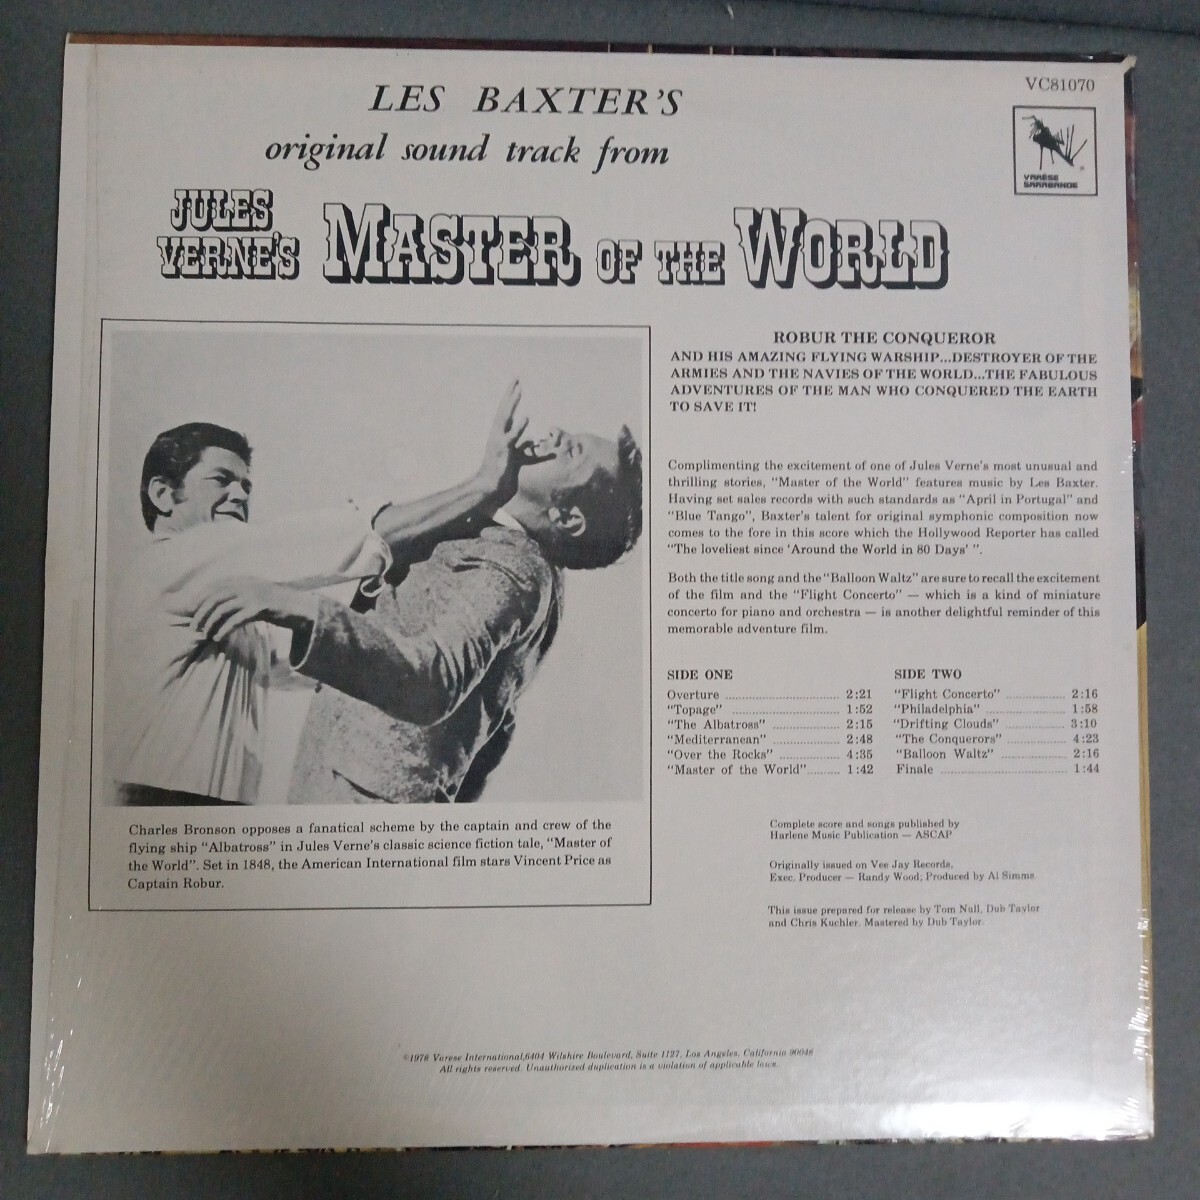 VC81070
VARÈSE
SARABANDE
LES BAXTER'S
original sound track from
JULES
VERNE'S MASTER OF THE WORLD
ROBUR THE CONQUEROR
AND HIS AMAZING FLYING WARSHIP...DESTROYER OF THE
ARMIES AND THE NAVIES OF THE WORLD...THE FABULOUS
ADVENTURES OF THE MAN WHO CONQUERED THE EARTH
TO SAVE IT!
Complimenting the excitement of one of Jules Verne's most unusual and
thrilling stories, "Master of the World" features music by Les Baxter.
Having set sales records with such standards as "April in Portugal" and
"Blue Tango", Baxter's talent for original symphonic composition now
comes to the fore in this score which the Hollywood Reporter has called
"The loveliest since 'Around the World in 80 Days' ".
Both the title song and the "Balloon Waltz" are sure to recall the excitement
of the film and the "Flight Concerto" — which is a kind of miniature
concerto for piano and orchestra — is another delightful reminder of this
memorable adventure film.
SIDE ONE
Overture 2:21
"Topage" 1:52
"The Albatross" 2:15
"Mediterranean" 2:48
"Over the Rocks" 4:35
"Master of the World" 1:42
SIDE TWO
"Flight Concerto" 2:16
"Philadelphia" 1:58
"Drifting Clouds" 3:10
"The Conquerors" 4:23
"Balloon Waltz" 2:16
Finale 1:44
Charles Bronson opposes a fanatical scheme by the captain and crew of the
flying ship "Albatross" in Jules Verne's classic science fiction tale, "Master of
the World". Set in 1848, the American International film stars Vincent Price as
Captain Robur.
Complete score and songs published by
Harlene Music Publication — ASCAP
Originally issued on Vee Jay Records,
Exec. Producer — Randy Wood; Produced by Al Simms
This issue prepared for release by Tom Null, Dub Taylor
and Chris Kuchler. Mastered by Dub Taylor.
©1978 Varese International,6404 Wilshire Boulevard, Suite 1127, Los Angeles, California 90048
All rights reserved. Unauthorized duplication is a violation of applicable laws.